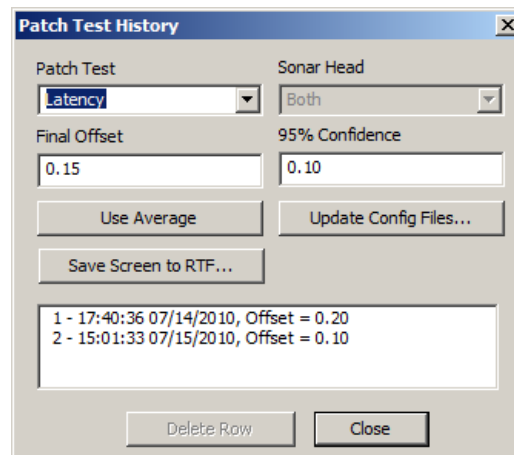 Patch Test History
Patch Test Sonar Head
Latency Both
Final Offset 95% Confidence
0.15 0.10
Use Average Update Config Files...
Save Screen to RTF...
1 - 17:40:36 07/14/2010, Offset = 0.20
2 - 15:01:33 07/15/2010, Offset = 0.10
Delete Row Close